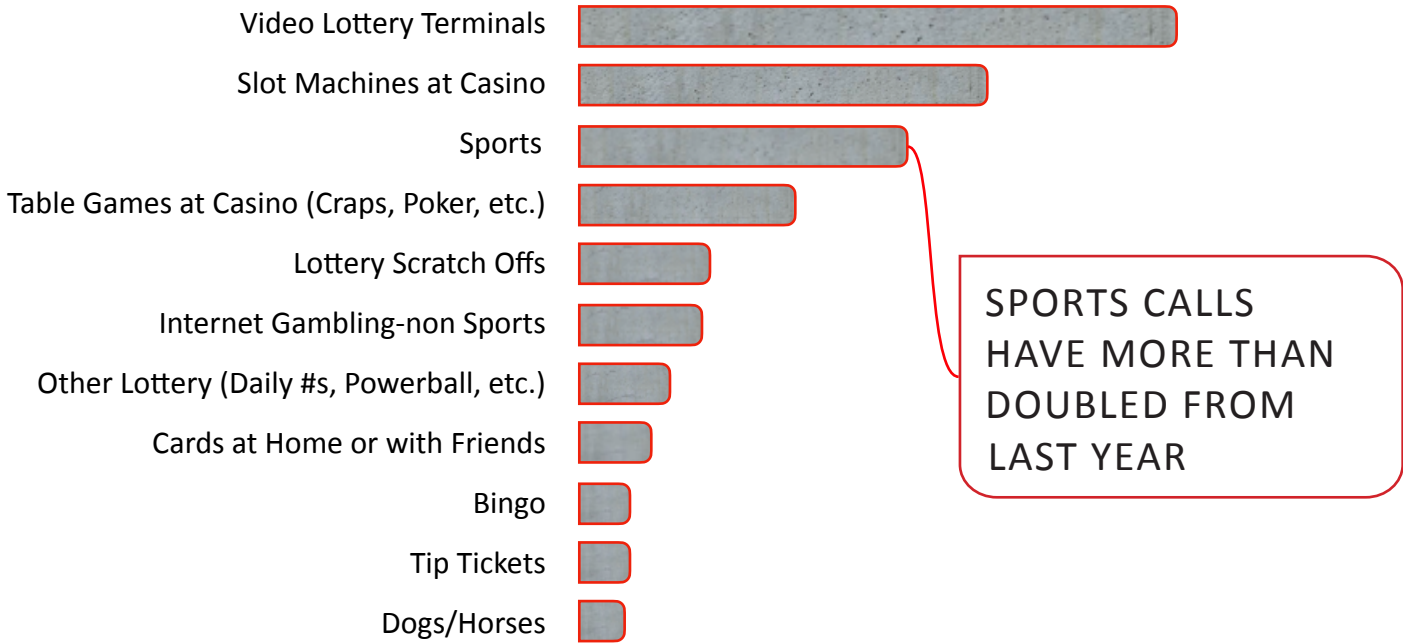 Video Lottery Terminals
Slot Machines at Casino
Sports
Table Games at Casino (Craps, Poker, etc.)
Lottery Scratch Offs
Internet Gambling-non Sports
Other Lottery (Daily #s, Powerball, etc.)
Cards at Home or with Friends
Bingo
Tip Tickets
Dogs/Horses
SPORTS CALLS
HAVE MORE THAN
DOUBLED FROM
LAST YEAR